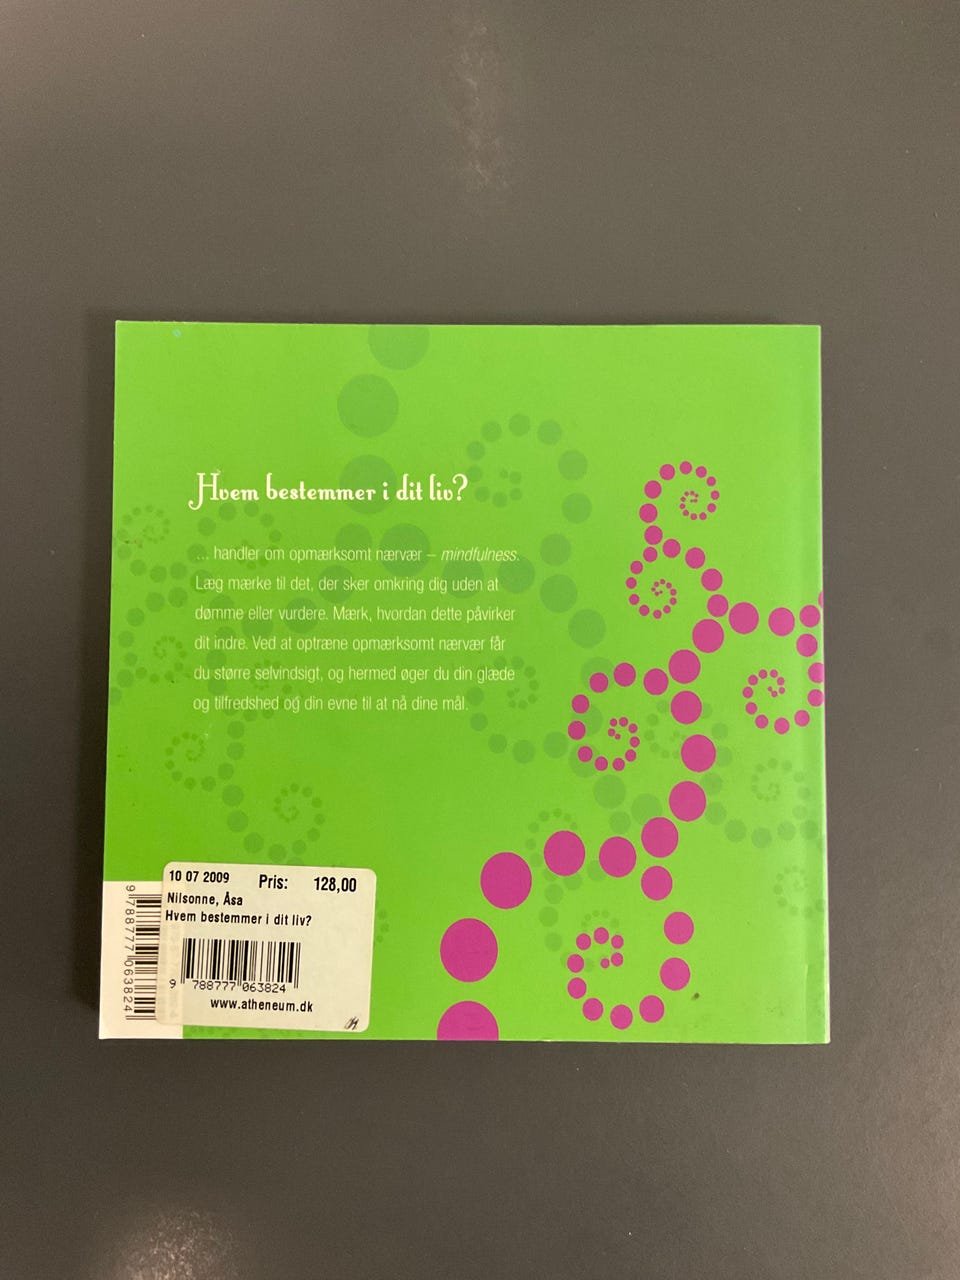 Hvem bestemmer i dit liv?
... handler om opmærksomt nærvær – mindfulness.
Læg mærke til det, der sker omkring dig uden at
dømme eller vurdere. Mærk, hvordan dette påvirker
dit indre. Ved at optræne opmærksomt nærvær får
du større selvindsigt, og hermed øger du din glæde
og tilfredshed og din evne til at nå dine mål.
10 07 2009 Pris: 128,00
Nilsonne, Åsa
Hvem bestemmer i dit liv?
9 788777 063824
www.atheneum.dk
9 788777 063824